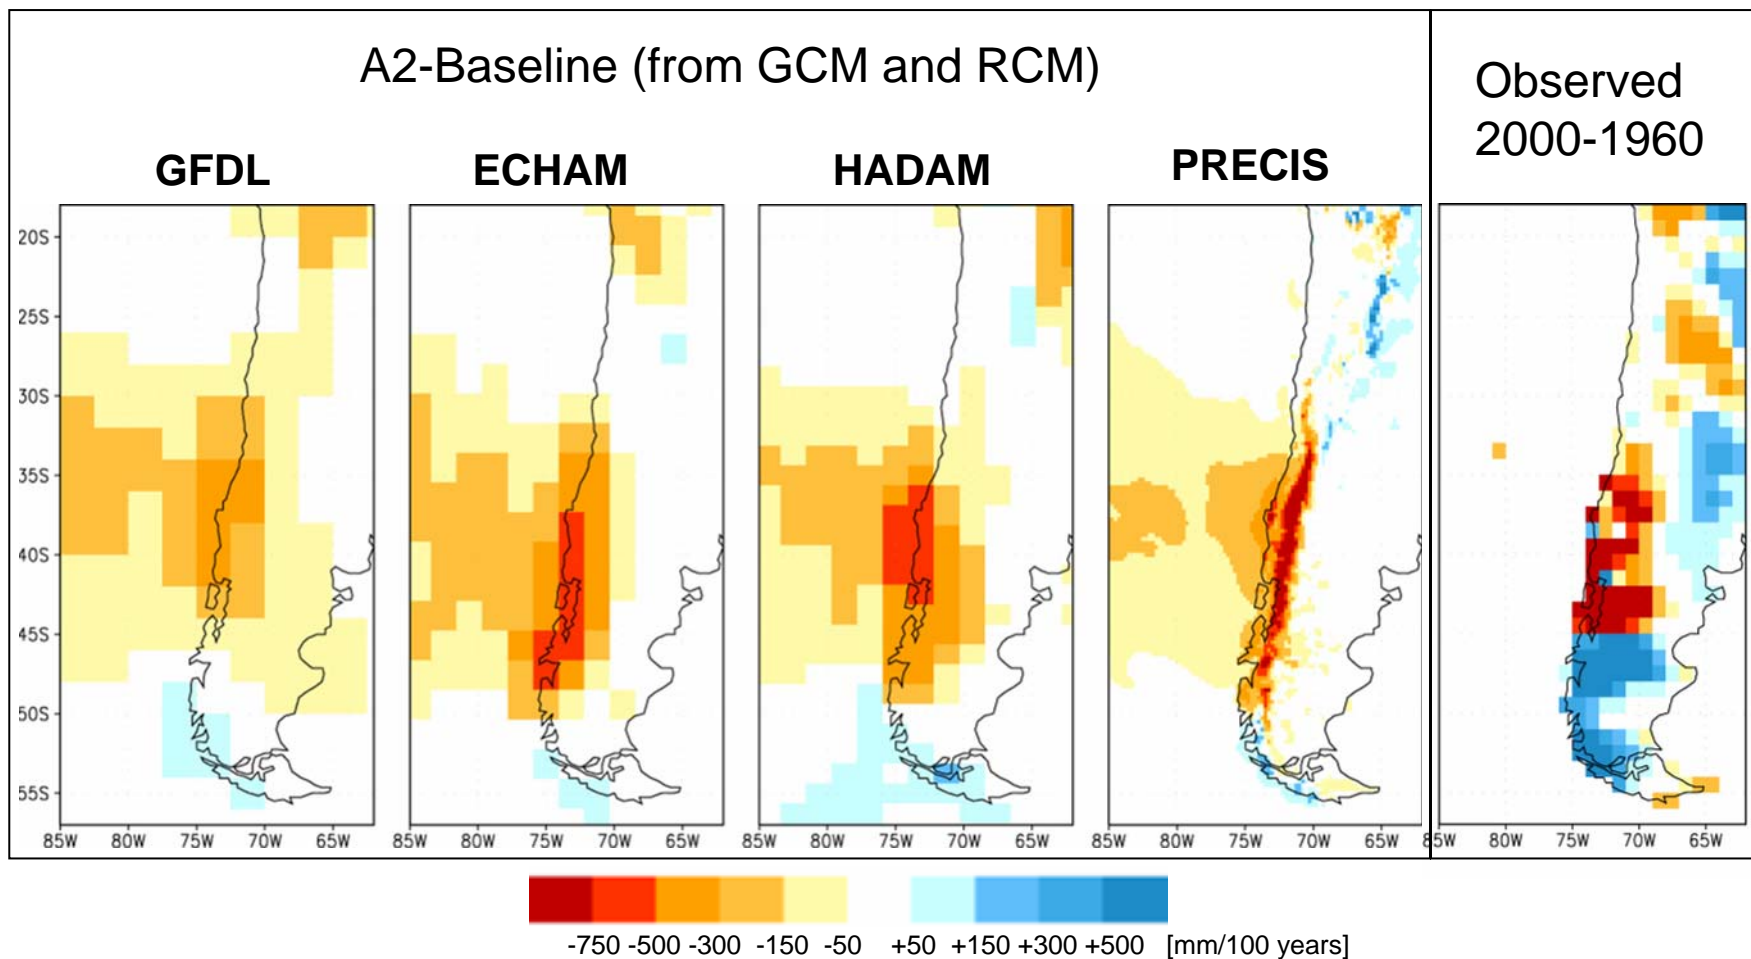 A2-Baseline (from GCM and RCM)
Observed
2000-1960
GFDL
ECHAM
HADAM
PRECIS
20S
25S
30S
35S
40S
45S
50S
55S
85W 80W 75W 70W 65W
85W 80W 75W 70W 65W
85W 80W 75W 70W 65W
85W 80W 75W 70W 65W
85W 80W 75W 70W 65W
-750 -500 -300 -150 -50 +50 +150 +300 +500 [mm/100 years]